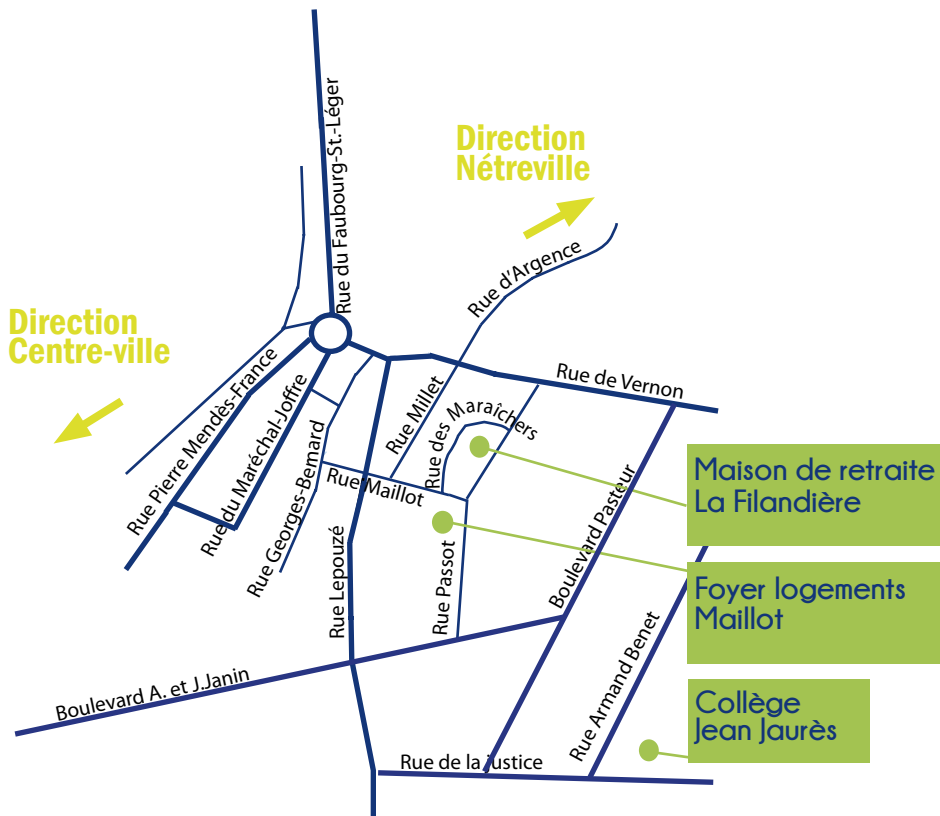 Rue du Faubourg-St.-Léger
Direction
Nétreville
Rue d'Argence
Direction
Centre-ville
Rue de Vernon
Rue Pierre Mendès-France
Rue du Maréchal-Joffre
Rue Georges-Bernard
Rue Millet
Rue des Maraîchers
Rue Maillot
Rue Lepouzé
Rue Passot
Boulevard Pasteur
Maison de retraite
La Filandière
Foyer logements
Maillot
Rue Armand Benet
Boulevard A. et J.Janin
Collège
Jean Jaurès
Rue de la justice